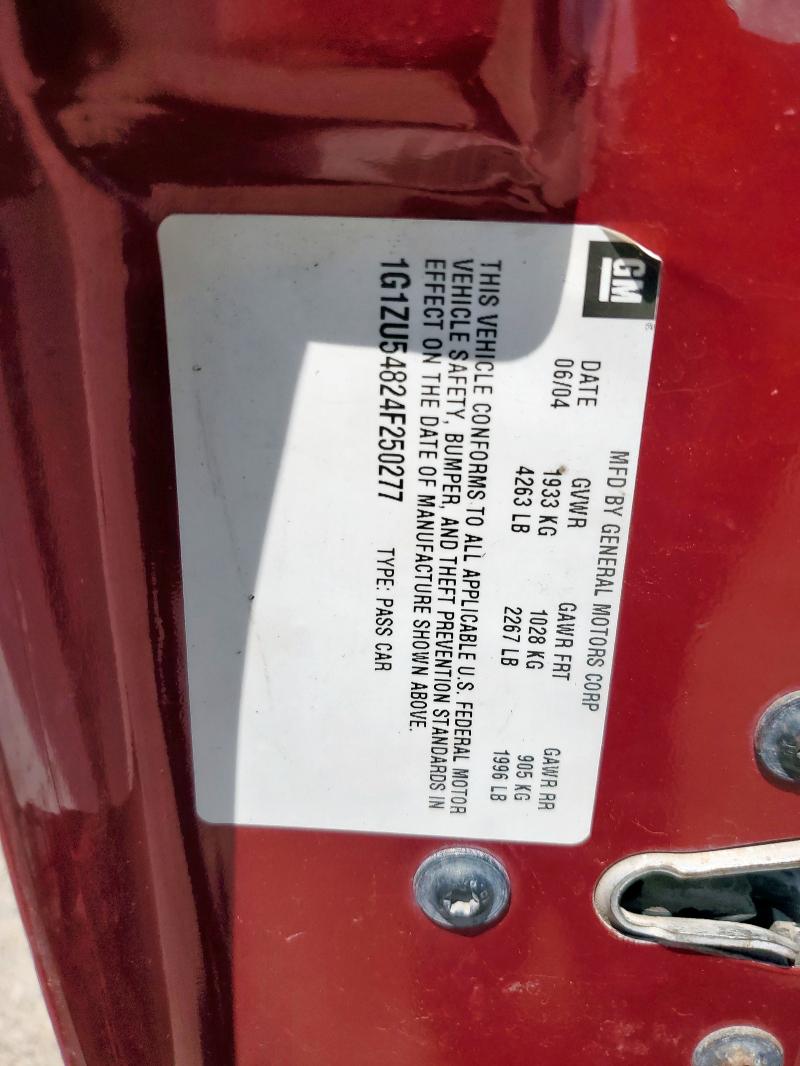 GM
MFD BY GENERAL MOTORS CORP
DATE GVWR GAWR FRT GAWR RR
06/04 1933 KG 1028 KG 905 KG
4263 LB 2267 LB 1996 LB
THIS VEHICLE CONFORMS TO ALL APPLICABLE U.S. FEDERAL MOTOR
VEHICLE SAFETY, BUMPER, AND THEFT PREVENTION STANDARDS IN
EFFECT ON THE DATE OF MANUFACTURE SHOWN ABOVE.
1G1ZU54824F250277 TYPE: PASS CAR